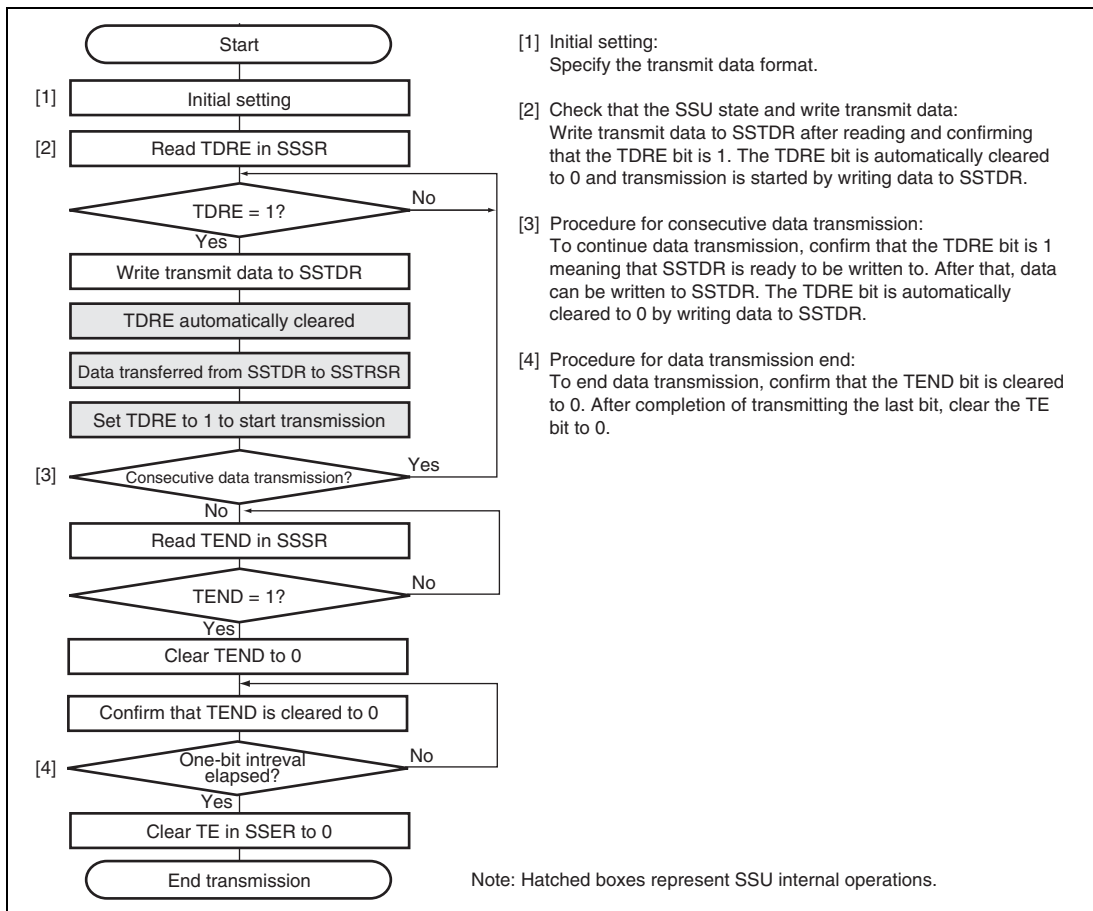 Start
[1] Initial setting
[2] Read TDRE in SSSR
TDRE = 1?
No
Yes
Write transmit data to SSTDR
TDRE automatically cleared
Data transferred from SSTDR to SSTRSR
Set TDRE to 1 to start transmission
[3] Consecutive data transmission?
Yes
No
Read TEND in SSSR
TEND = 1?
No
Yes
Clear TEND to 0
Confirm that TEND is cleared to 0
[4] One-bit intreval
elapsed?
No
Yes
Clear TE in SSER to 0
End transmission
[1] Initial setting:
Specify the transmit data format.
[2] Check that the SSU state and write transmit data:
Write transmit data to SSTDR after reading and confirming
that the TDRE bit is 1. The TDRE bit is automatically cleared
to 0 and transmission is started by writing data to SSTDR.
[3] Procedure for consecutive data transmission:
To continue data transmission, confirm that the TDRE bit is 1
meaning that SSTDR is ready to be written to. After that, data
can be written to SSTDR. The TDRE bit is automatically
cleared to 0 by writing data to SSTDR.
[4] Procedure for data transmission end:
To end data transmission, confirm that the TEND bit is cleared
to 0. After completion of transmitting the last bit, clear the TE
bit to 0.
Note: Hatched boxes represent SSU internal operations.